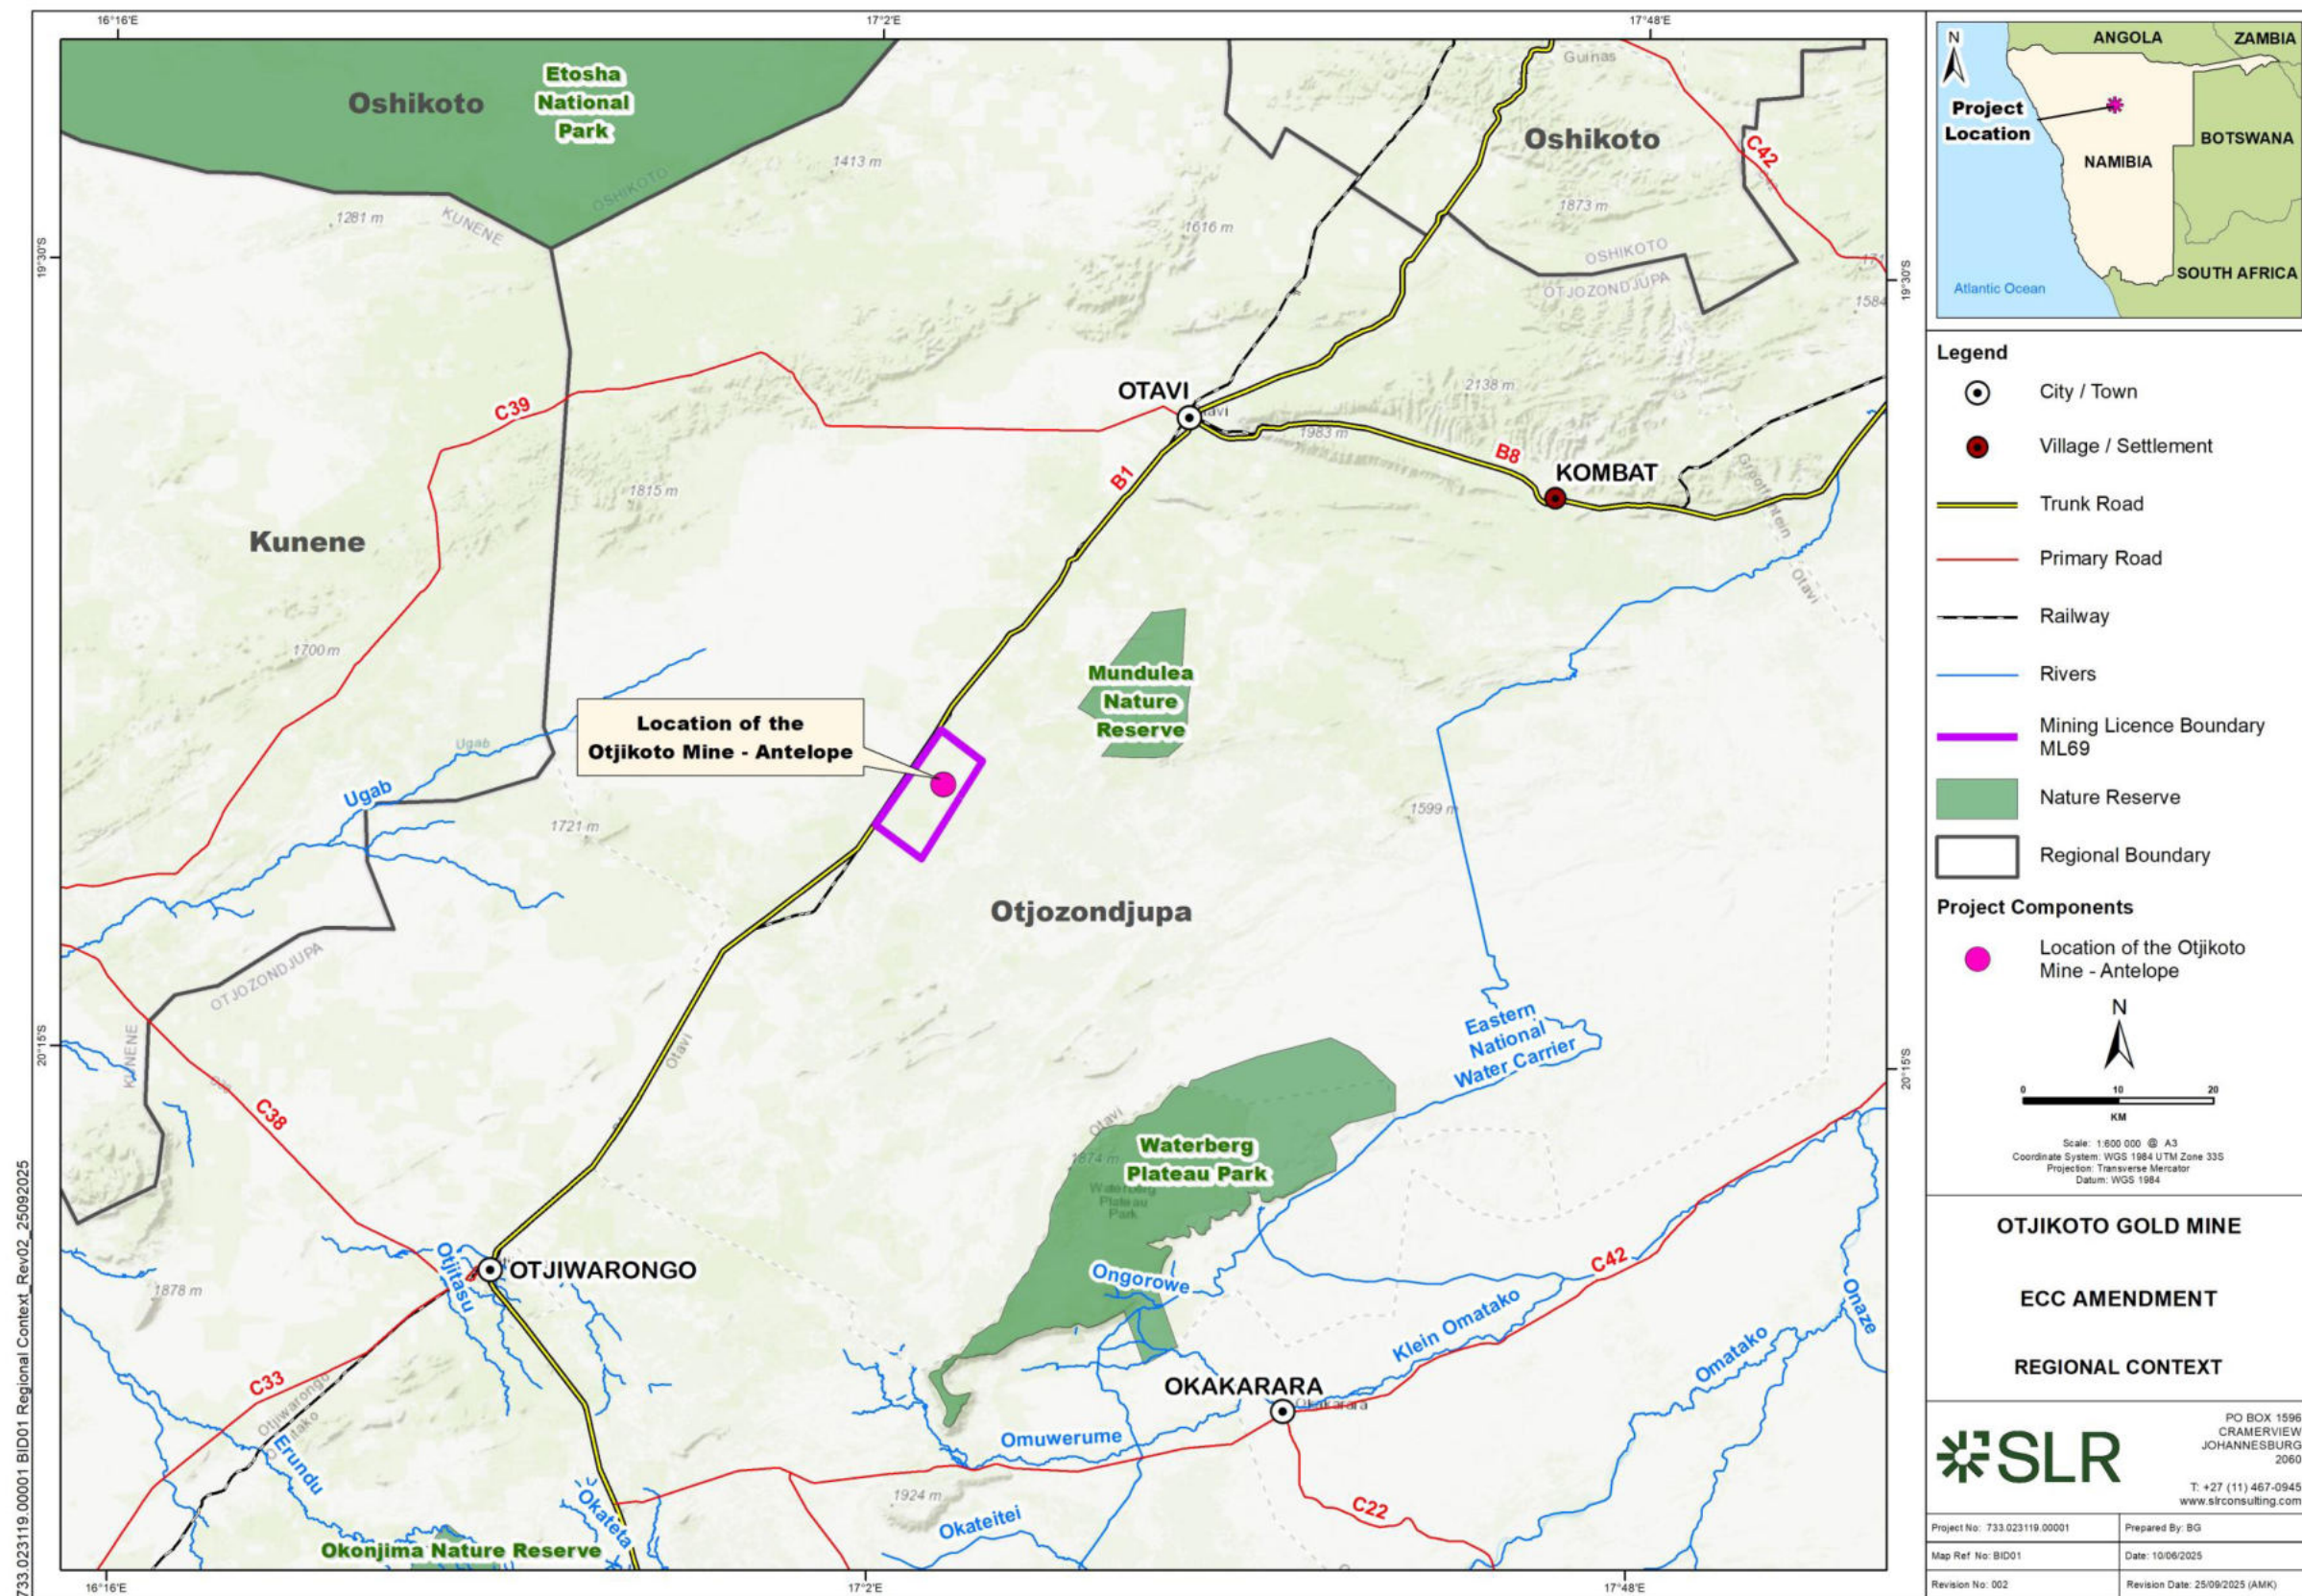 16°16'E
17°2'E
17°48'E
19°30'S
20°15'S
19°30'S
20°15'S
16°16'E
17°2'E
17°48'E
733.023119.00001 BID01 Regional Context_Rev02_25092025
Oshikoto
Etosha
National
Park
OSHIKOTO
KUNENE
1281 m
1413 m
1616 m
Guinas
Oshikoto
C42
1873 m
OSHIKOTO
OTJOZONDJUPA
1584
C39
OTAVI
2138 m
1983 m
B8
KOMBAT
B1
Grootfontein
Otavi
1815 m
Kunene
1700 m
Mundulea
Nature
Reserve
Location of the
Otjikoto Mine - Antelope
Ugab
Ugab
1721 m
1599 m
Otjozondjupa
OTJOZONDJUPA
KUNENE
Otavi
Eastern
National
Water Carrier
C38
Otavi
1874 m
Waterberg
Plateau Park
Waterberg
Plateau
Park
Otjitasu
OTJIWARONGO
1878 m
Ongorowe
Klein Omatako
C42
Onaze
Omatako
C33
Otjiwarongo
Erundu
OKAKARARA
Omuwerume
1924 m
Okateitei
C22
Okateta
Okonjima Nature Reserve
N
ANGOLA
ZAMBIA
Project
Location
BOTSWANA
NAMIBIA
SOUTH AFRICA
Atlantic Ocean
Legend
City / Town
Village / Settlement
Trunk Road
Primary Road
Railway
Rivers
Mining Licence Boundary
ML69
Nature Reserve
Regional Boundary
Project Components
Location of the Otjikoto
Mine - Antelope
N
0 10 20
KM
Scale: 1:600 000 @ A3
Coordinate System: WGS 1984 UTM Zone 33S
Projection: Transverse Mercator
Datum: WGS 1984
OTJIKOTO GOLD MINE
ECC AMENDMENT
REGIONAL CONTEXT
SLR
PO BOX 1596
CRAMERVIEW
JOHANNESBURG
2060
T: +27 (11) 467-0945
www.slrconsulting.com
Project No: 733.023119.00001
Prepared By: BG
Map Ref No: BID01
Date: 10/06/2025
Revision No: 002
Revision Date: 25/09/2025 (AMK)